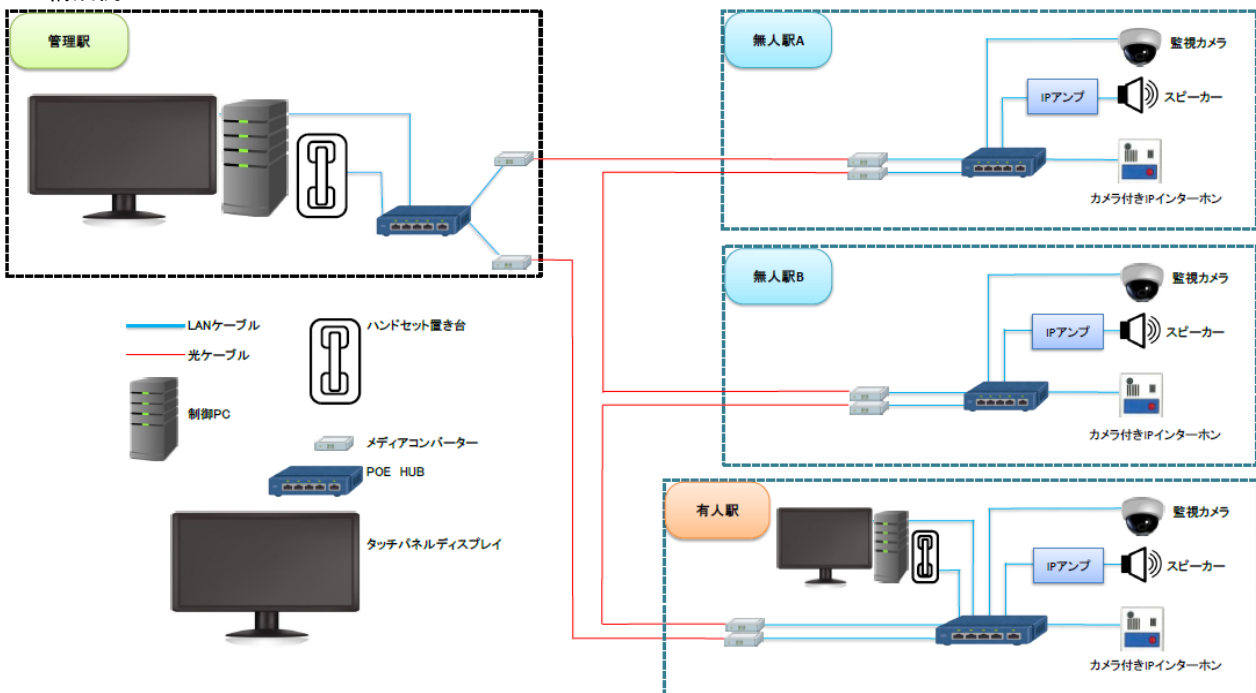 管理駅
無人駅A
監視カメラ
IPアンプ
スピーカー
カメラ付きIPインターホン
無人駅B
監視カメラ
IPアンプ
スピーカー
カメラ付きIPインターホン
有人駅
監視カメラ
IPアンプ
スピーカー
カメラ付きIPインターホン
LANケーブル
光ケーブル
ハンドセット置き台
制御PC
メディアコンバーター
POE HUB
タッチパネルディスプレイ